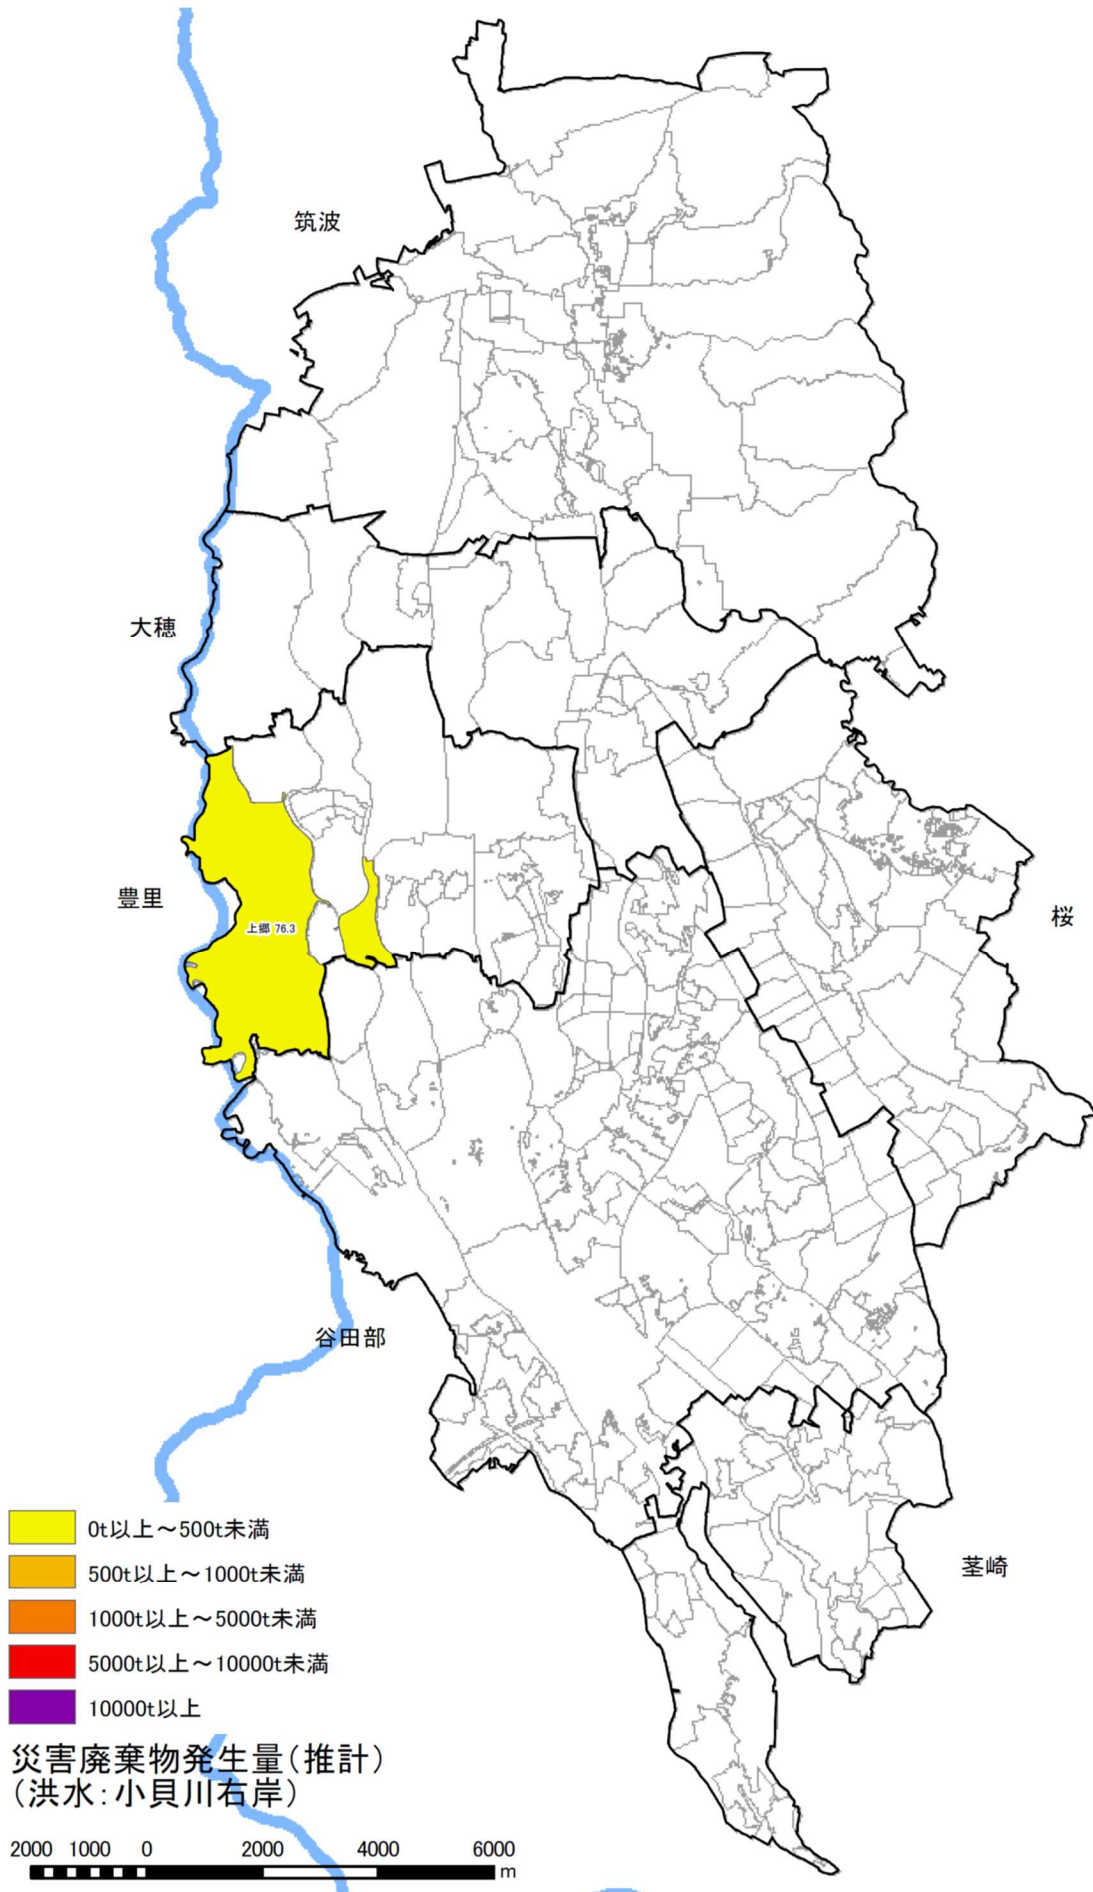 筑波
大穂
豊里
上郷 76.3
桜
谷田部
茎崎
0t以上～500t未満
500t以上～1000t未満
1000t以上～5000t未満
5000t以上～10000t未満
10000t以上
災害廃棄物発生量(推計)
(洪水:小貝川右岸)
2000 1000 0 2000 4000 6000
m